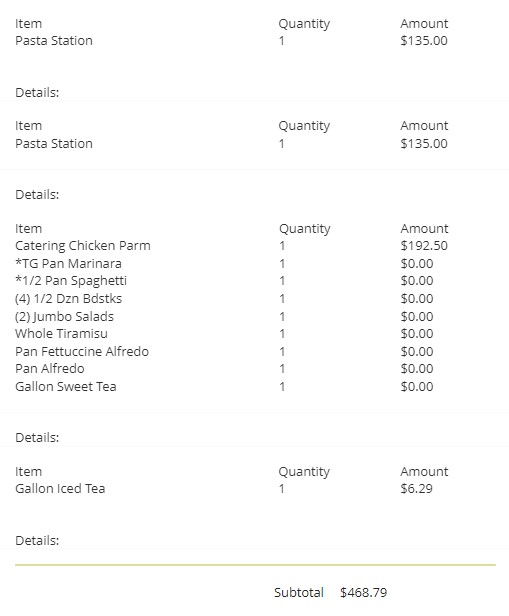 Item Quantity Amount
Pasta Station 1 $135.00
Details:
Item Quantity Amount
Pasta Station 1 $135.00
Details:
Item Quantity Amount
Catering Chicken Parm 1 $192.50
*TG Pan Marinara 1 $0.00
*1/2 Pan Spaghetti 1 $0.00
(4) 1/2 Dzn Bdstks 1 $0.00
(2) Jumbo Salads 1 $0.00
Whole Tiramisu 1 $0.00
Pan Fettuccine Alfredo 1 $0.00
Pan Alfredo 1 $0.00
Gallon Sweet Tea 1 $0.00
Details:
Item Quantity Amount
Gallon Iced Tea 1 $6.29
Details:
Subtotal $468.79